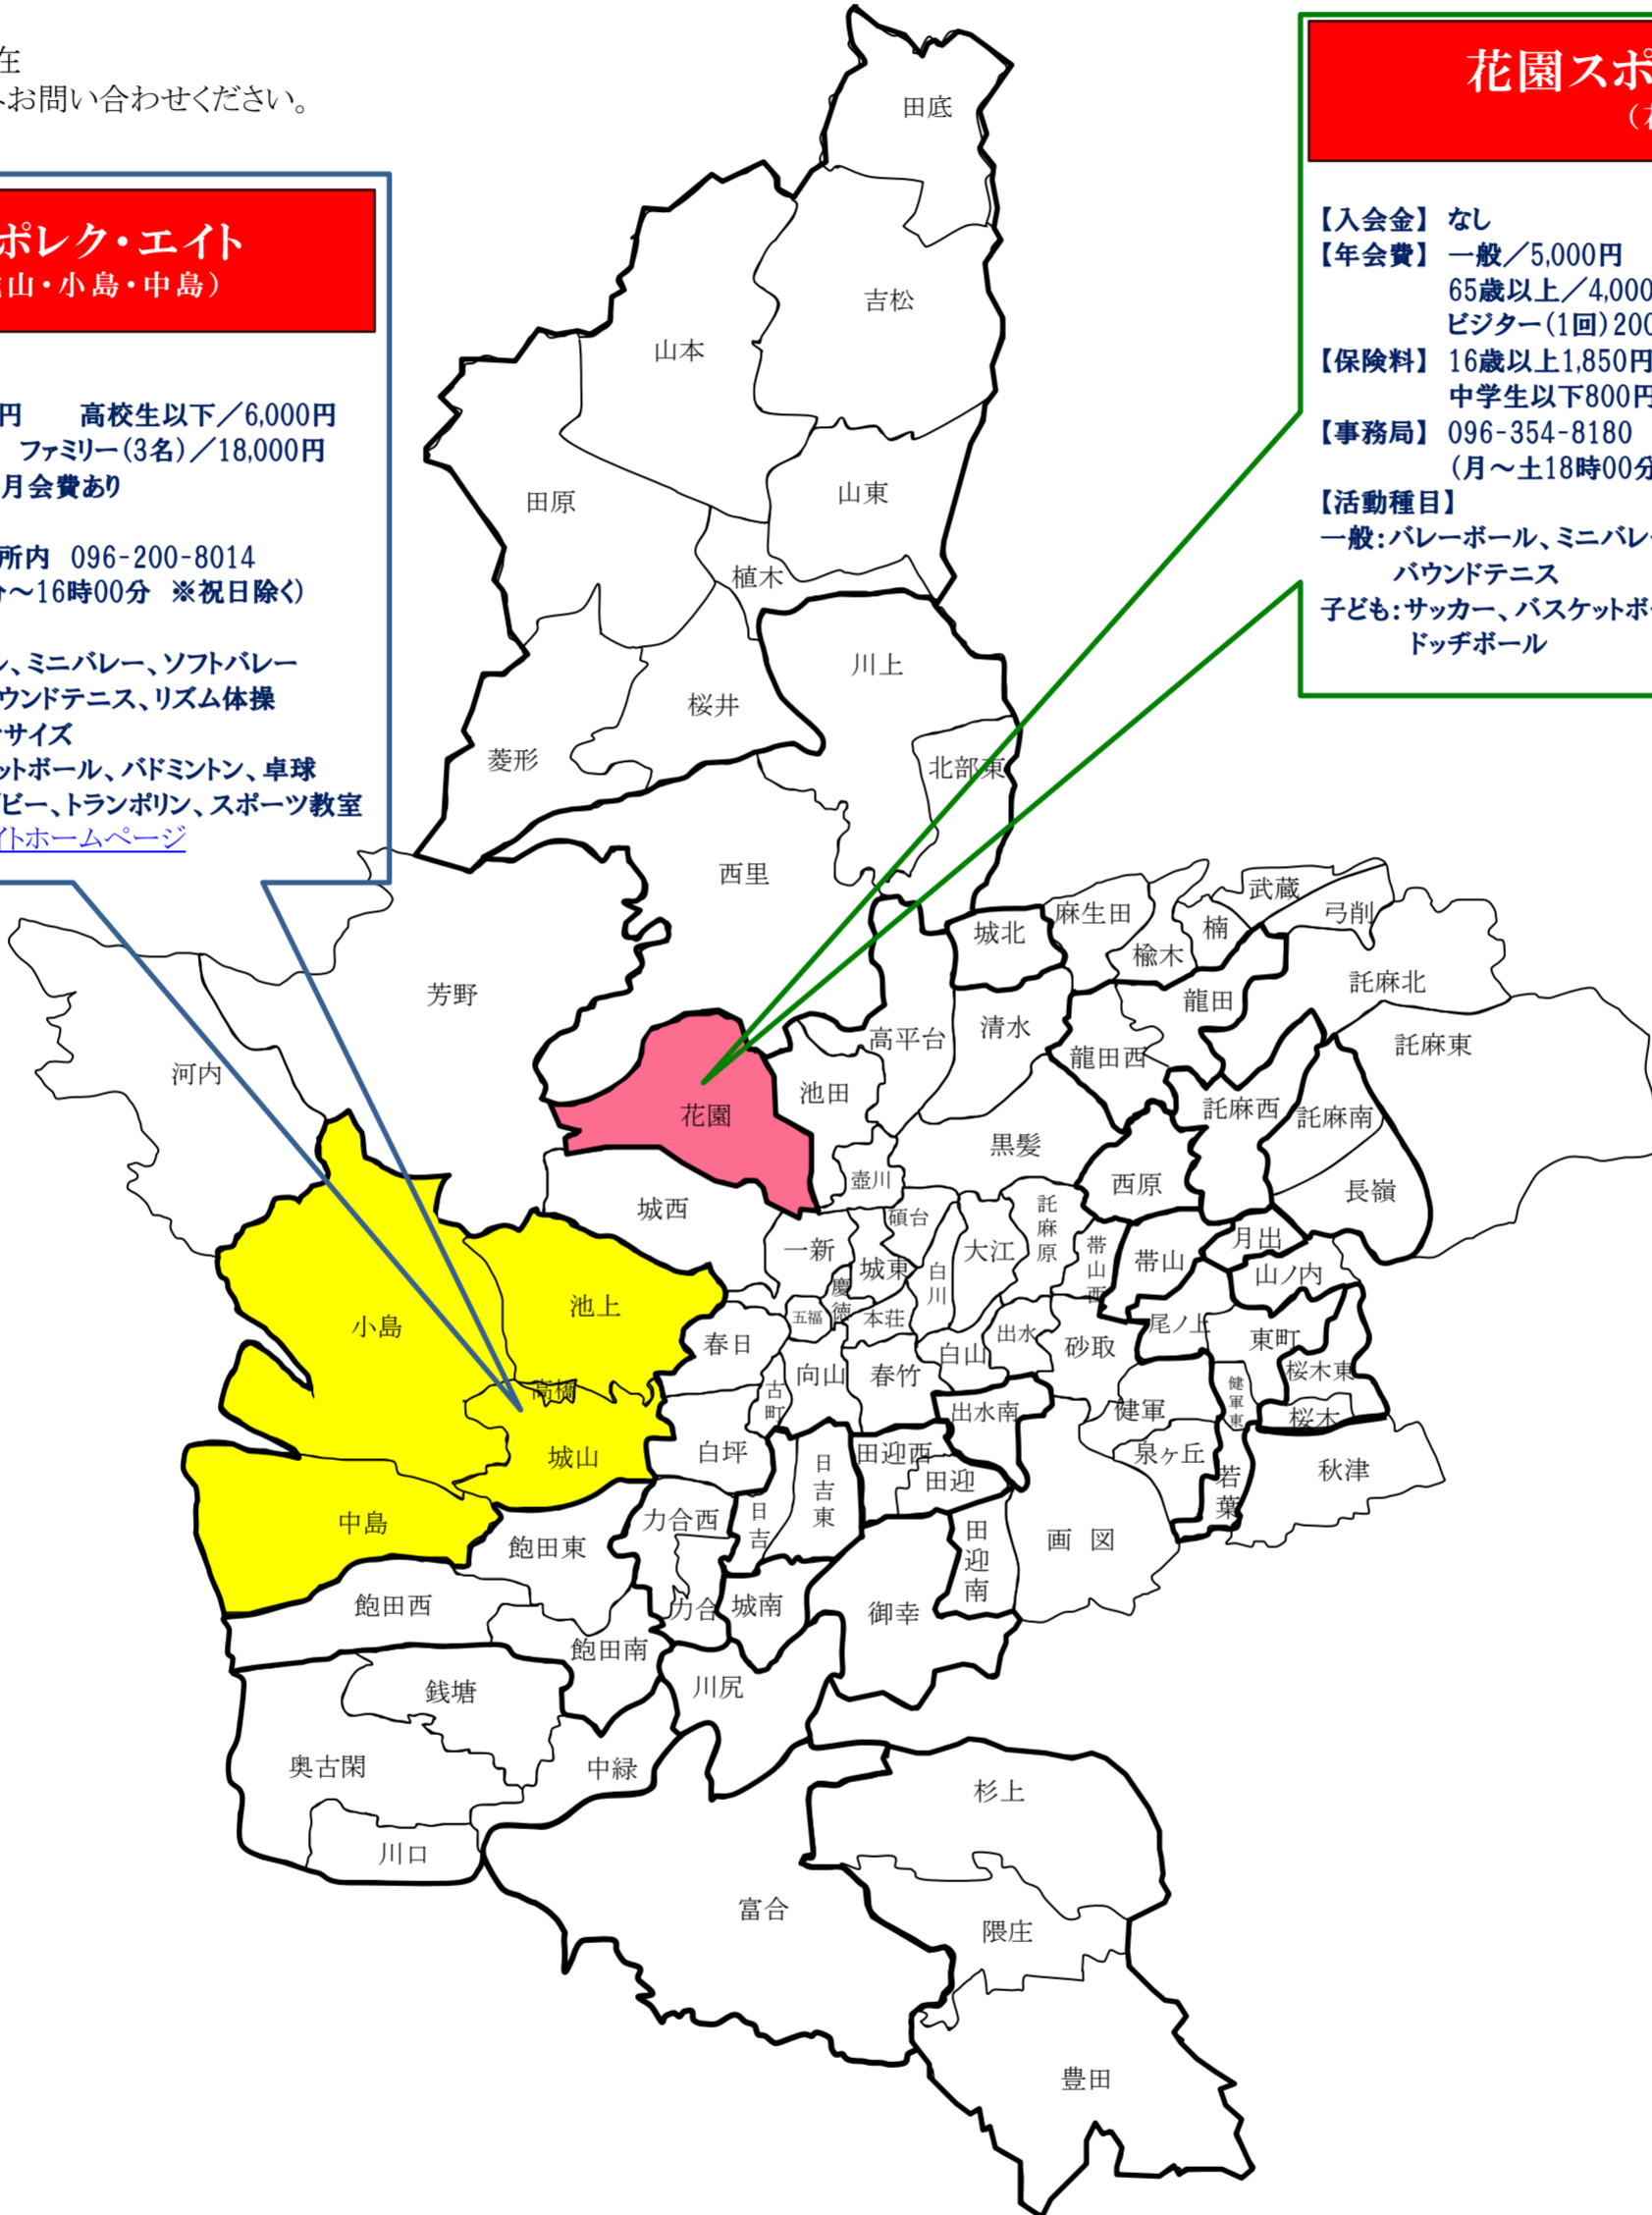 在
お問い合わせください。
ポレク・エイト
山・小島・中島）
円　高校生以下／6,000円
ファミリー（3名）／18,000円
月会費あり
所内 096-200-8014
～16時00分 ※祝日除く）
ン、ミニバレー、ソフトバレー
ウンドテニス、リズム体操
サイズ
ットボール、バドミントン、卓球
ビー、トランポリン、スポーツ教室
イトホームページ
花園スポ
【入会金】 なし
【年会費】 一般／5,000円
65歳以上／4,000
ビジター（1回）200
【保険料】 16歳以上1,850円
中学生以下800円
【事務局】 096-354-8180
（月～土18時00分
【活動種目】
一般：バレーボール、ミニバレー
バウンドテニス
子ども：サッカー、バスケットボー
ドッヂボール
田底
吉松
山本
田原
山東
植木
川上
桜井
菱形
北部東
西里
芳野
河内
城北
麻生田
楡木
楠
武蔵
弓削
託麻北
龍田
託麻東
高平台
清水
龍田西
池田
花園
託麻西
託麻南
黒髪
壺川
西原
長嶺
城西
碩台
一新
城東
慶徳
白川
大江
託麻原
帯山西
帯山
月出
山ノ内
池上
小島
五福
本荘
春日
白山
出水
砂取
尾ノ上
東町
桜木東
高橋
古町
向山
春竹
出水南
健軍
健軍東
桜木
城山
白坪
日吉東
田迎西
田迎
泉ヶ丘
若葉
秋津
中島
飽田東
力合西
日吉
田迎南
画図
飽田西
力合
城南
御幸
飽田南
川尻
銭塘
奥古閑
中緑
川口
杉上
富合
隈庄
豊田